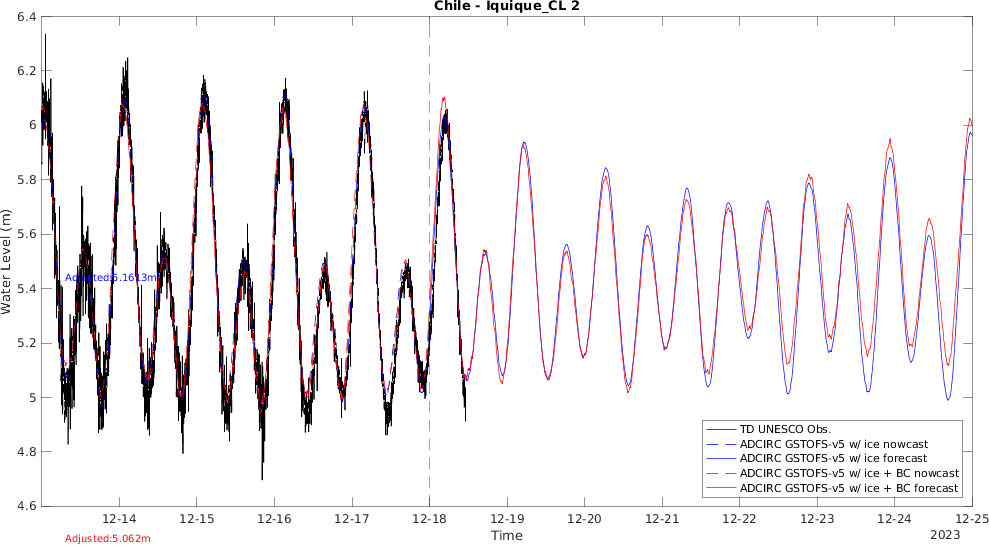 Chile - Iquique_CL 2
6.4
6.2
6
5.8
5.6
5.4
5.2
5
4.8
4.6
Water Level (m)
Adjusted:5.1613m
TD UNESCO Obs.
ADCIRC GSTOFS-v5 w/ ice nowcast
ADCIRC GSTOFS-v5 w/ ice forecast
ADCIRC GSTOFS-v5 w/ ice + BC nowcast
ADCIRC GSTOFS-v5 w/ ice + BC forecast
12-14 12-15 12-16 12-17 12-18 12-19 12-20 12-21 12-22 12-23 12-24 12-25
Time
2023
Adjusted:5.062m